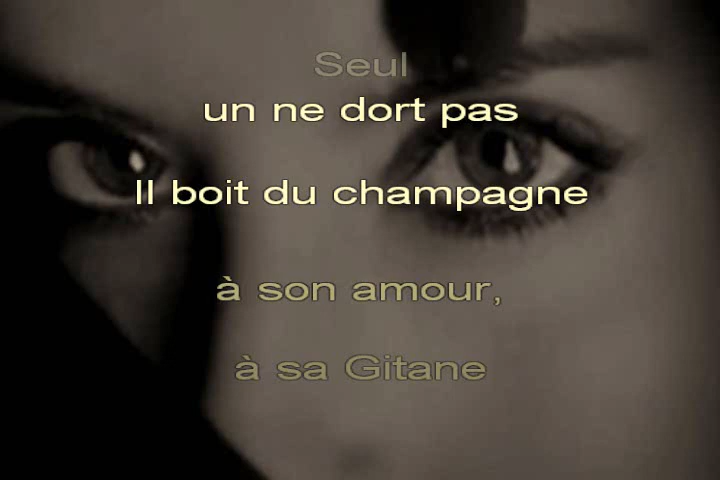 Seul
un ne dort pas
Il boit du champagne
à son amour,
à sa Gitane